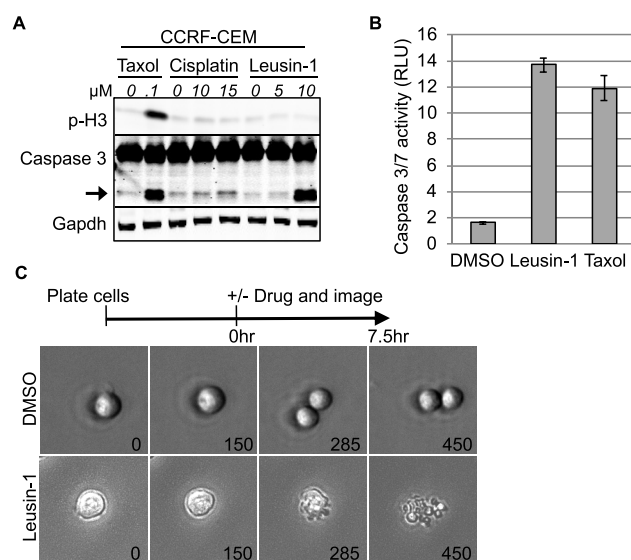 A
CCRF-CEM
Taxol Cisplatin Leusin-1
µM 0 .1 0 10 15 0 5 10
p-H3
Caspase 3
Gapdh
B
Caspase 3/7 activity (RLU)
16
14
12
10
8
6
4
2
0
DMSO Leusin-1 Taxol
C
Plate cells +/- Drug and image
0hr 7.5hr
DMSO
0 150 285 450
Leusin-1
0 150 285 450